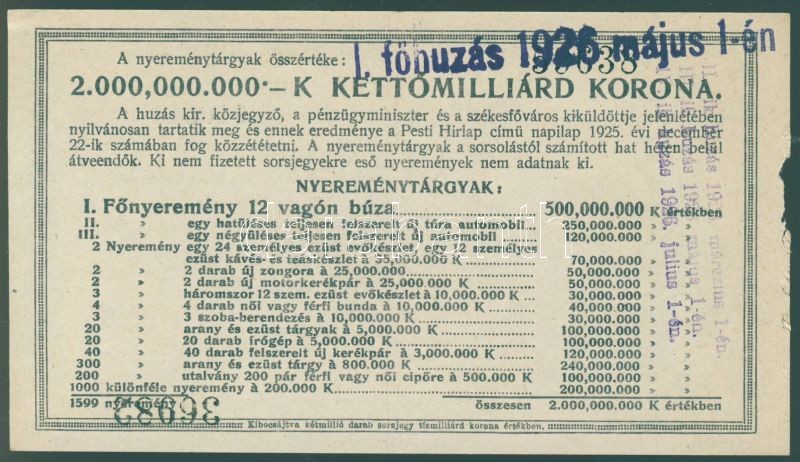 I. főhuzás 1926 május 1-én
A nyereménytárgyak összértéke:
2.000,000.000·– K KETTŐMILLIÁRD KORONA.
A huzás kir. közjegyző, a pénzügyminiszter és a székesfőváros kiküldöttje jelenlétében
nyilvánosan tartatik meg és ennek eredménye a Pesti Hirlap cimü napilap 1925. évi december
22-ik számában fog közzététetni. A nyereménytárgyak a sorsolástól számított hat héten belül
átveendők. Ki nem fizetett sorsjegyekre eső nyeremények nem adatnak ki.
NYEREMÉNYTÁRGYAK:
I. Főnyeremény 12 vagón búza 500,000.000 K értékben
II. » egy hatüléses teljesen felszerelt új túra automobil 250,000.000 » »
III. » egy négyüléses teljesen felszerelt új automobil 120,000.000 » »
2 Nyeremény egy 24 személyes ezüst evőkészlet, egy 12 személyes
ezüst kávés-és teáskészlet à 35,000.000 K 70,000.000 » »
2 » 2 darab új zongora à 25,000.000 50,000.000 » »
2 » 2 darab új motorkerékpár à 25,000.000 K 50,000.000 » »
3 » háromszor 12 szem. ezüst evőkészlet à 10,000.000 K 30,000.000 » »
4 » 4 darab női vagy férfi bunda à 10,000.000 K 40,000.000 » »
3 » 3 szoba-berendezés à 10,000.000 K 30,000.000 » »
20 » arany és ezüst tárgyak à 5,000.000 K 100,000.000 » »
20 » 20 darab írógép à 5,000.000 K 100,000.000 » »
40 » 40 darab felszerelt új kerékpár à 3,000.000 K 120,000.000 » »
300 » arany és ezüst tárgy à 800.000 K 240,000.000 » »
200 » utalvány 200 pár férfi vagy női cipőre à 500.000 K 100,000.000 » »
1000 különféle nyeremény à 200.000 K 200,000.000 » »
1599 nyeremény összesen 2.000,000.000 K értékben
36983
Kibocsájtva kétmillió darab sorsjegy tízmilliárd korona értékben.
huzás 1926. julius 1-én.